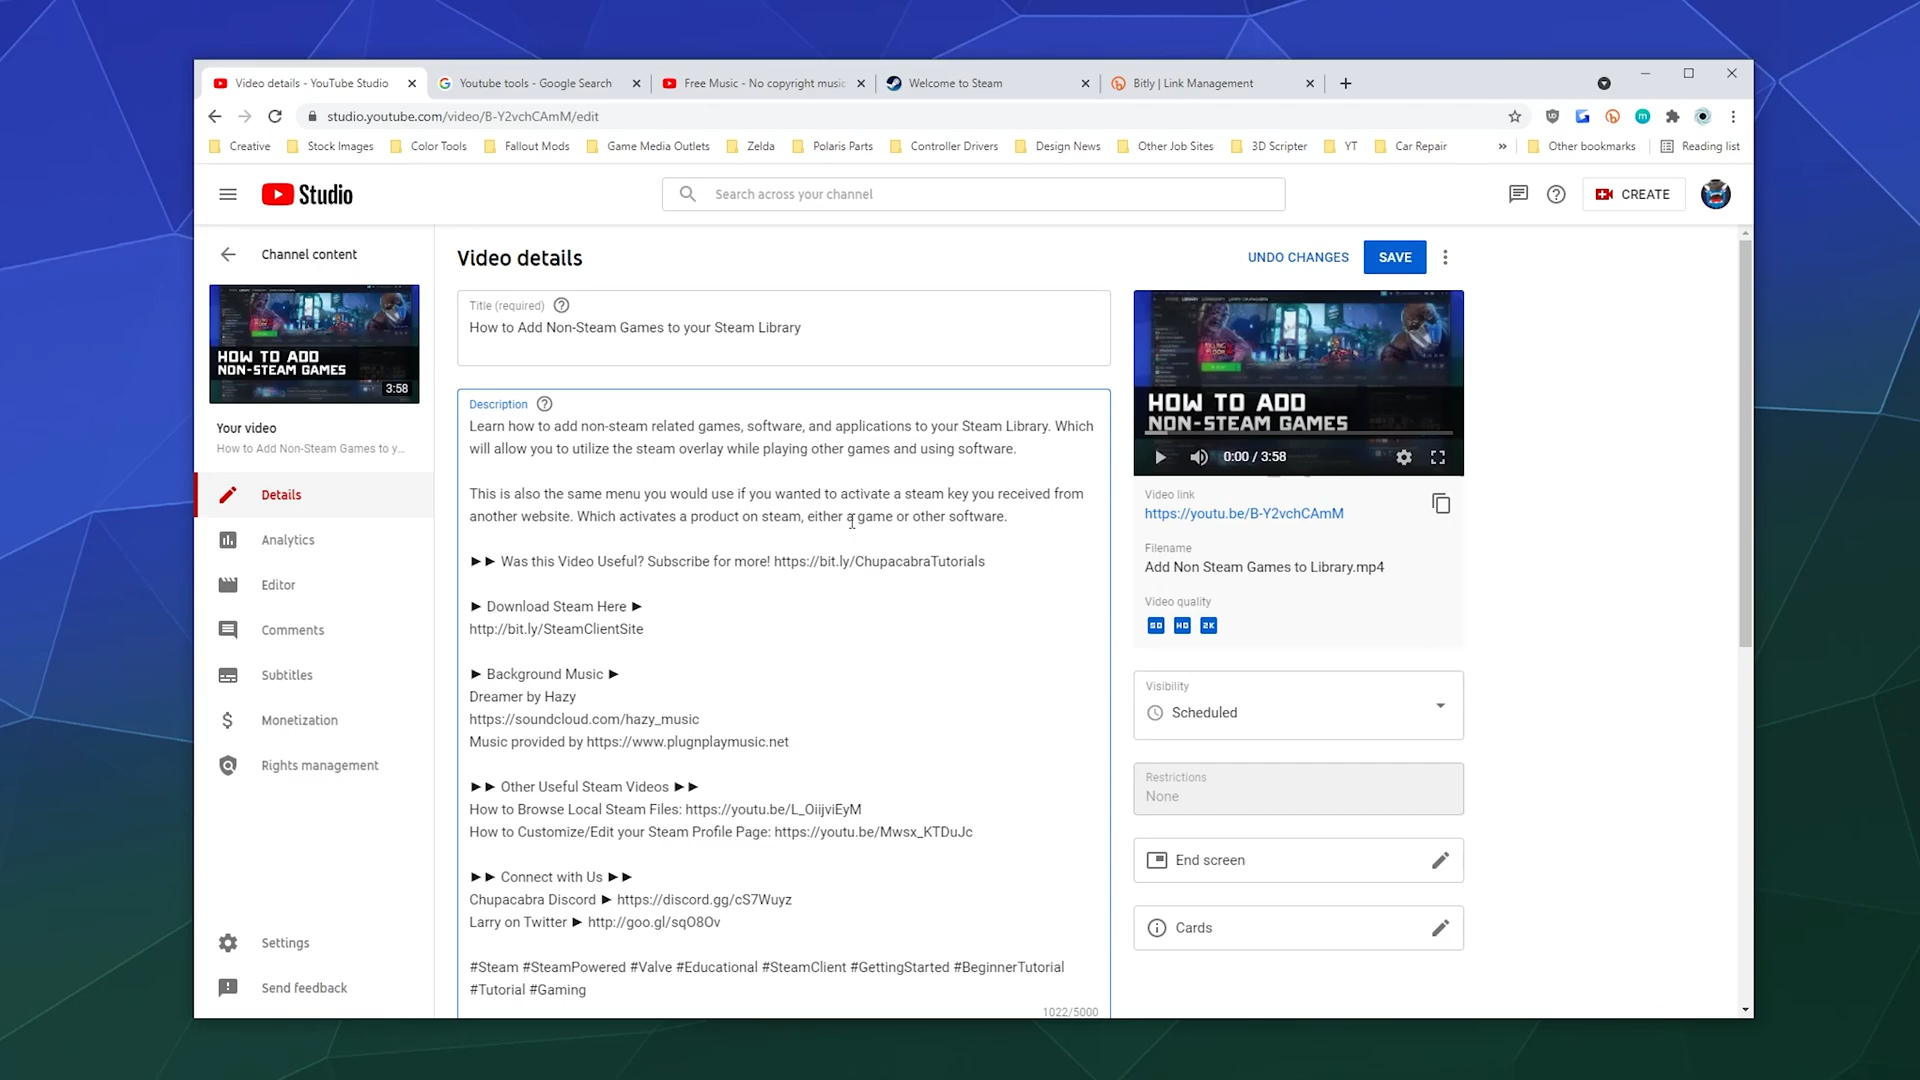 Video details - YouTube Studio
Youtube tools - Google Search
Free Music - No copyright music
Welcome to Steam
Bitly | Link Management
studio.youtube.com/video/B-Y2vchCAmM/edit
Creative
Stock Images
Color Tools
Fallout Mods
Game Media Outlets
Zelda
Polaris Parts
Controller Drivers
Design News
Other Job Sites
3D Scripter
YT
Car Repair
»
Other bookmarks
Reading list
Studio
Search across your channel
CREATE
Channel content
HOW TO ADD
NON-STEAM GAMES
3:58
Your video
How to Add Non-Steam Games to y...
Details
Analytics
Editor
Comments
Subtitles
Monetization
Rights management
Settings
Send feedback
Video details
UNDO CHANGES
SAVE
Title (required)
How to Add Non-Steam Games to your Steam Library
Description
Learn how to add non-steam related games, software, and applications to your Steam Library. Which
will allow you to utilize the steam overlay while playing other games and using software.
This is also the same menu you would use if you wanted to activate a steam key you received from
another website. Which activates a product on steam, either a game or other software.
►► Was this Video Useful? Subscribe for more! https://bit.ly/ChupacabraTutorials
► Download Steam Here ►
http://bit.ly/SteamClientSite
► Background Music ►
Dreamer by Hazy
https://soundcloud.com/hazy_music
Music provided by https://www.plugnplaymusic.net
►► Other Useful Steam Videos ►►
How to Browse Local Steam Files: https://youtu.be/L_OiijviEyM
How to Customize/Edit your Steam Profile Page: https://youtu.be/Mwsx_KTDuJc
►► Connect with Us ►►
Chupacabra Discord ► https://discord.gg/cS7Wuyz
Larry on Twitter ► http://goo.gl/sqO8Ov
#Steam #SteamPowered #Valve #Educational #SteamClient #GettingStarted #BeginnerTutorial
#Tutorial #Gaming
1022/5000
HOW TO ADD
NON-STEAM GAMES
0:00 / 3:58
Video link
https://youtu.be/B-Y2vchCAmM
Filename
Add Non Steam Games to Library.mp4
Video quality
SD HD 2K
Visibility
Scheduled
Restrictions
None
End screen
Cards